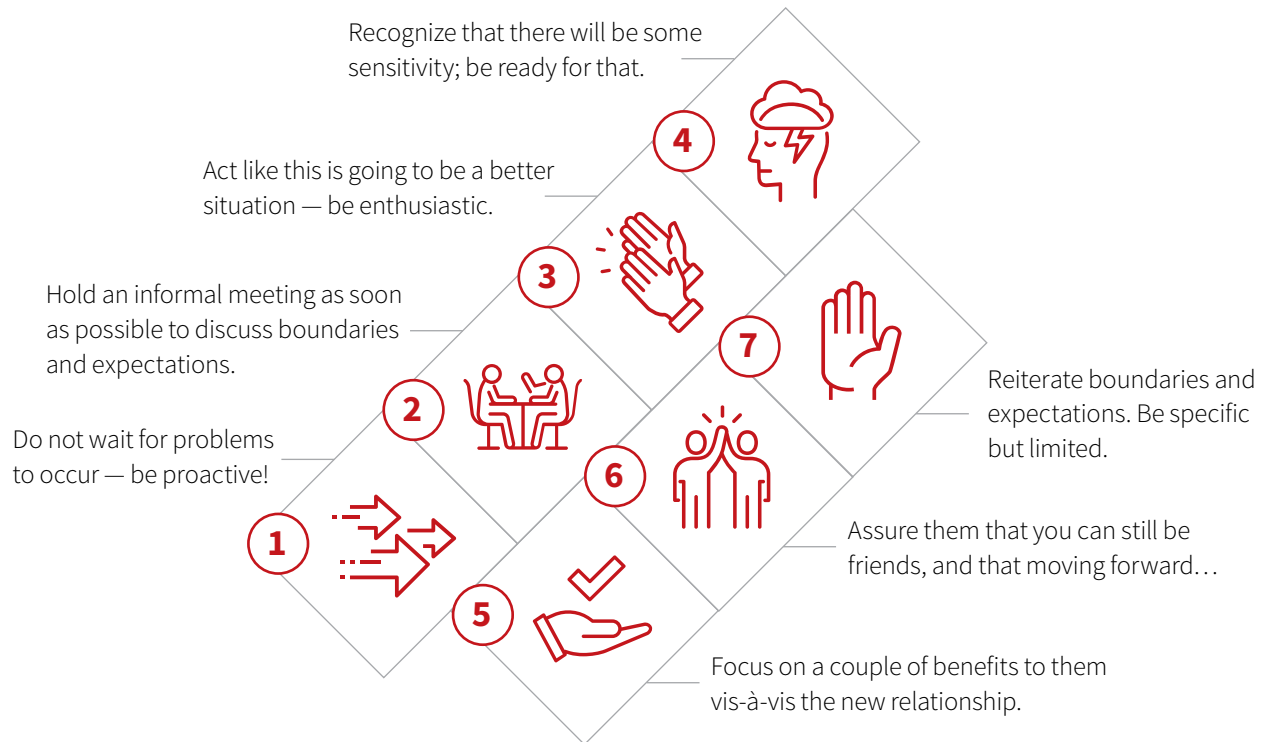 Recognize that there will be some
sensitivity; be ready for that.
4
Act like this is going to be a better
situation — be enthusiastic.
3
Hold an informal meeting as soon
as possible to discuss boundaries
and expectations.
2
Do not wait for problems
to occur — be proactive!
1
7
Reiterate boundaries and
expectations. Be specific
but limited.
6
Assure them that you can still be
friends, and that moving forward…
5
Focus on a couple of benefits to them
vis-à-vis the new relationship.